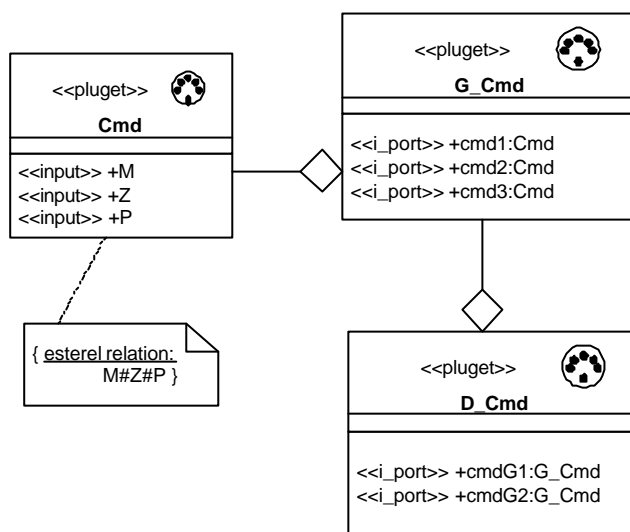 <<pluget>>
Cmd
<<input>> +M
<<input>> +Z
<<input>> +P
<<pluget>>
G_Cmd
<<i_port>> +cmd1:Cmd
<<i_port>> +cmd2:Cmd
<<i_port>> +cmd3:Cmd
{ esterel relation:
M#Z#P }
<<pluget>>
D_Cmd
<<i_port>> +cmdG1:G_Cmd
<<i_port>> +cmdG2:G_Cmd